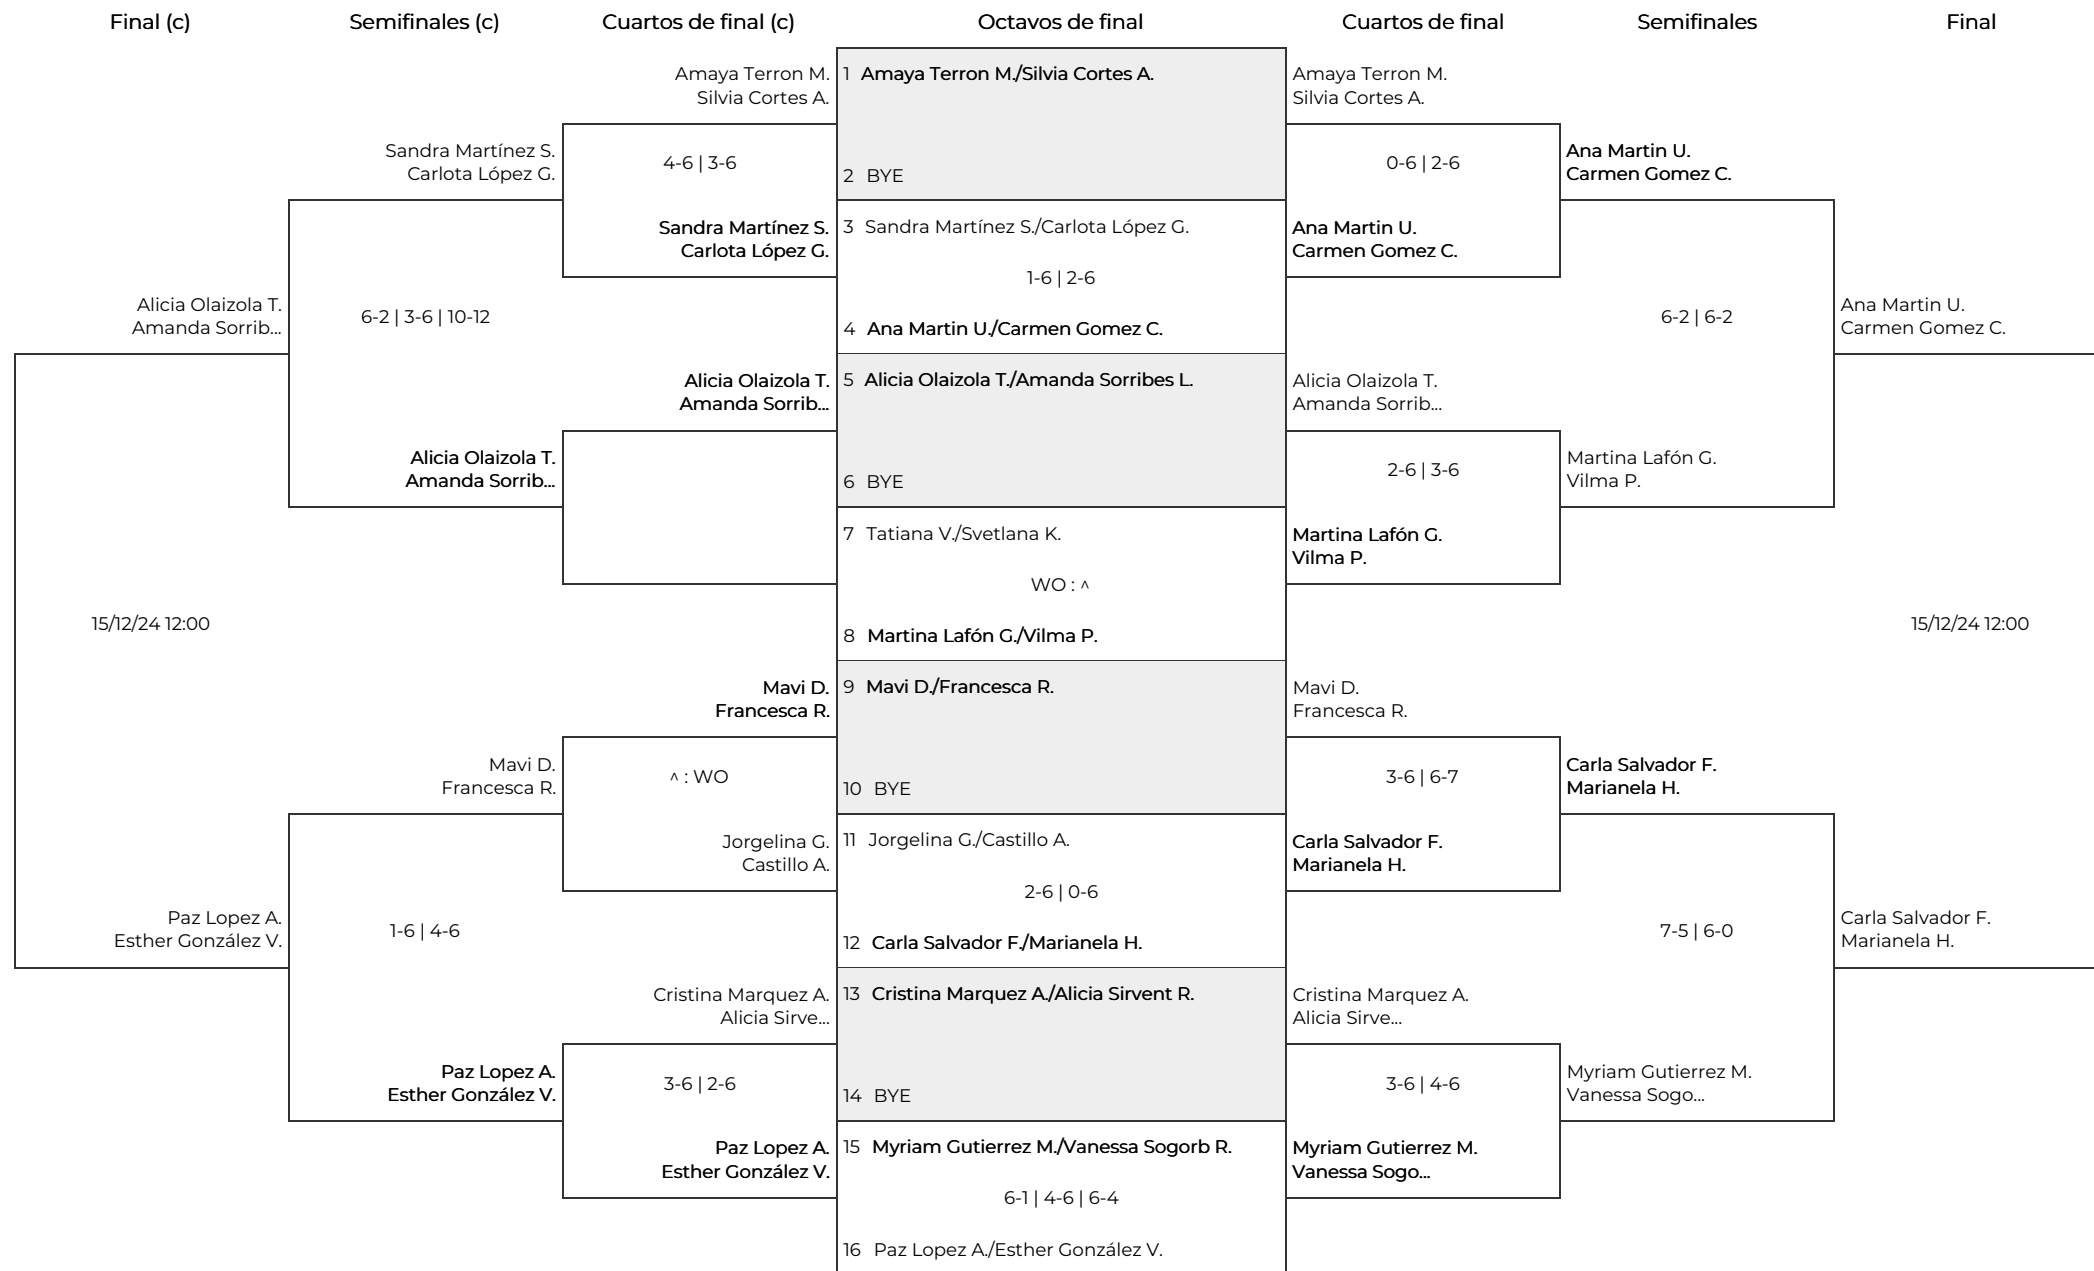 Final (c)
Semifinales (c)
Cuartos de final (c)
Octavos de final
Cuartos de final
Semifinales
Final
Alicia Olaizola T.
Amanda Sorrib...
15/12/24 12:00
Paz Lopez A.
Esther González V.
Sandra Martínez S.
Carlota López G.
6-2 | 3-6 | 10-12
Alicia Olaizola T.
Amanda Sorrib...
Mavi D.
Francesca R.
1-6 | 4-6
Paz Lopez A.
Esther González V.
Amaya Terron M.
Silvia Cortes A.
4-6 | 3-6
Sandra Martínez S.
Carlota López G.
Alicia Olaizola T.
Amanda Sorrib...
Mavi D.
Francesca R.
^ : WO
Jorgelina G.
Castillo A.
Cristina Marquez A.
Alicia Sirve...
3-6 | 2-6
Paz Lopez A.
Esther González V.
1 Amaya Terron M./Silvia Cortes A.
2 BYE
3 Sandra Martínez S./Carlota López G.
1-6 | 2-6
4 Ana Martin U./Carmen Gomez C.
5 Alicia Olaizola T./Amanda Sorribes L.
6 BYE
7 Tatiana V./Svetlana K.
WO : ^
8 Martina Lafón G./Vilma P.
9 Mavi D./Francesca R.
10 BYE
11 Jorgelina G./Castillo A.
2-6 | 0-6
12 Carla Salvador F./Marianela H.
13 Cristina Marquez A./Alicia Sirvent R.
14 BYE
15 Myriam Gutierrez M./Vanessa Sogorb R.
6-1 | 4-6 | 6-4
16 Paz Lopez A./Esther González V.
Amaya Terron M.
Silvia Cortes A.
0-6 | 2-6
Ana Martin U.
Carmen Gomez C.
Alicia Olaizola T.
Amanda Sorrib...
2-6 | 3-6
Martina Lafón G.
Vilma P.
Mavi D.
Francesca R.
3-6 | 6-7
Carla Salvador F.
Marianela H.
Cristina Marquez A.
Alicia Sirve...
3-6 | 4-6
Myriam Gutierrez M.
Vanessa Sogo...
Ana Martin U.
Carmen Gomez C.
6-2 | 6-2
Martina Lafón G.
Vilma P.
Carla Salvador F.
Marianela H.
7-5 | 6-0
Myriam Gutierrez M.
Vanessa Sogo...
Ana Martin U.
Carmen Gomez C.
15/12/24 12:00
Carla Salvador F.
Marianela H.